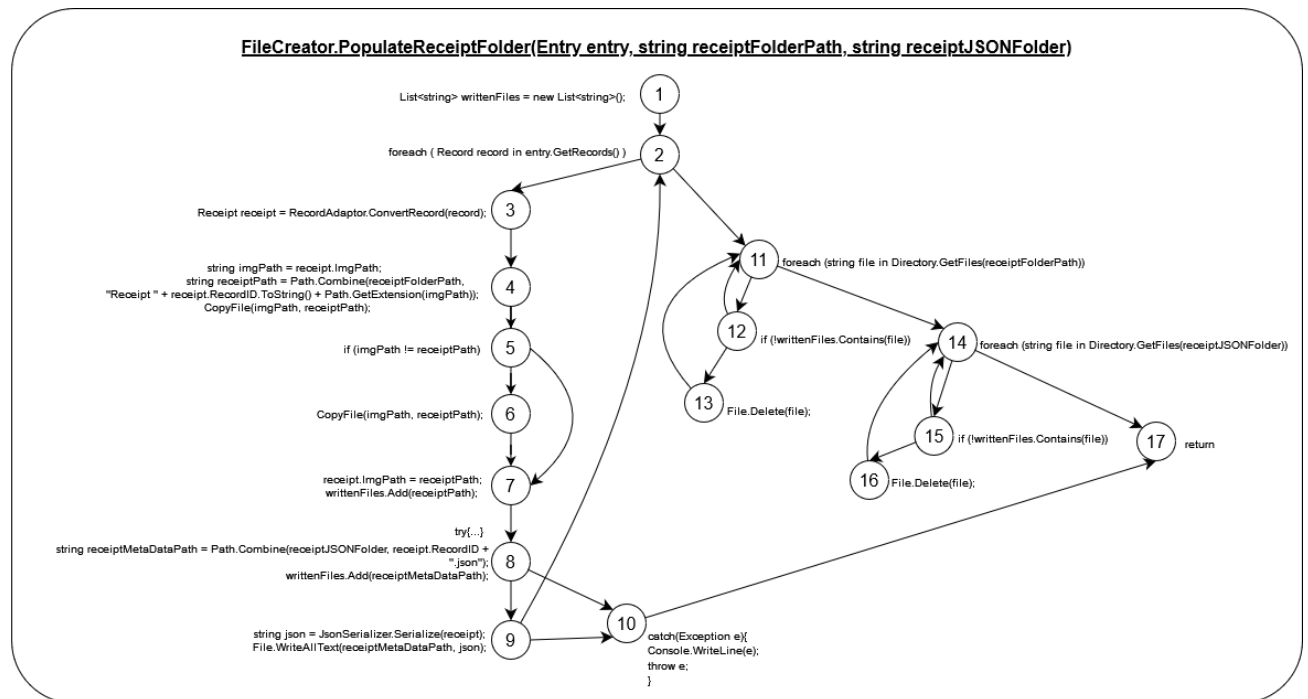 FileCreator.PopulateReceiptFolder(Entry entry, string receiptFolderPath, string receiptJSONFolder)
List<string> writtenFiles = new List<string>();
1
foreach ( Record record in entry.GetRecords() )
2
Receipt receipt = RecordAdaptor.ConvertRecord(record);
3
string imgPath = receipt.ImgPath;
string receiptPath = Path.Combine(receiptFolderPath,
"Receipt " + receipt.RecordID.ToString() + Path.GetExtension(imgPath));
CopyFile(imgPath, receiptPath);
4
if (imgPath != receiptPath)
5
CopyFile(imgPath, receiptPath);
6
receipt.ImgPath = receiptPath;
writtenFiles.Add(receiptPath);
7
try{...}
string receiptMetaDataPath = Path.Combine(receiptJSONFolder, receipt.RecordID +
".json");
writtenFiles.Add(receiptMetaDataPath);
8
string json = JsonSerializer.Serialize(receipt);
File.WriteAllText(receiptMetaDataPath, json);
9
10
catch(Exception e){
Console.WriteLine(e);
throw e;
}
11
foreach (string file in Directory.GetFiles(receiptFolderPath))
12
if (!writtenFiles.Contains(file))
13
File.Delete(file);
14
foreach (string file in Directory.GetFiles(receiptJSONFolder))
15
if (!writtenFiles.Contains(file))
16
File.Delete(file);
17
return